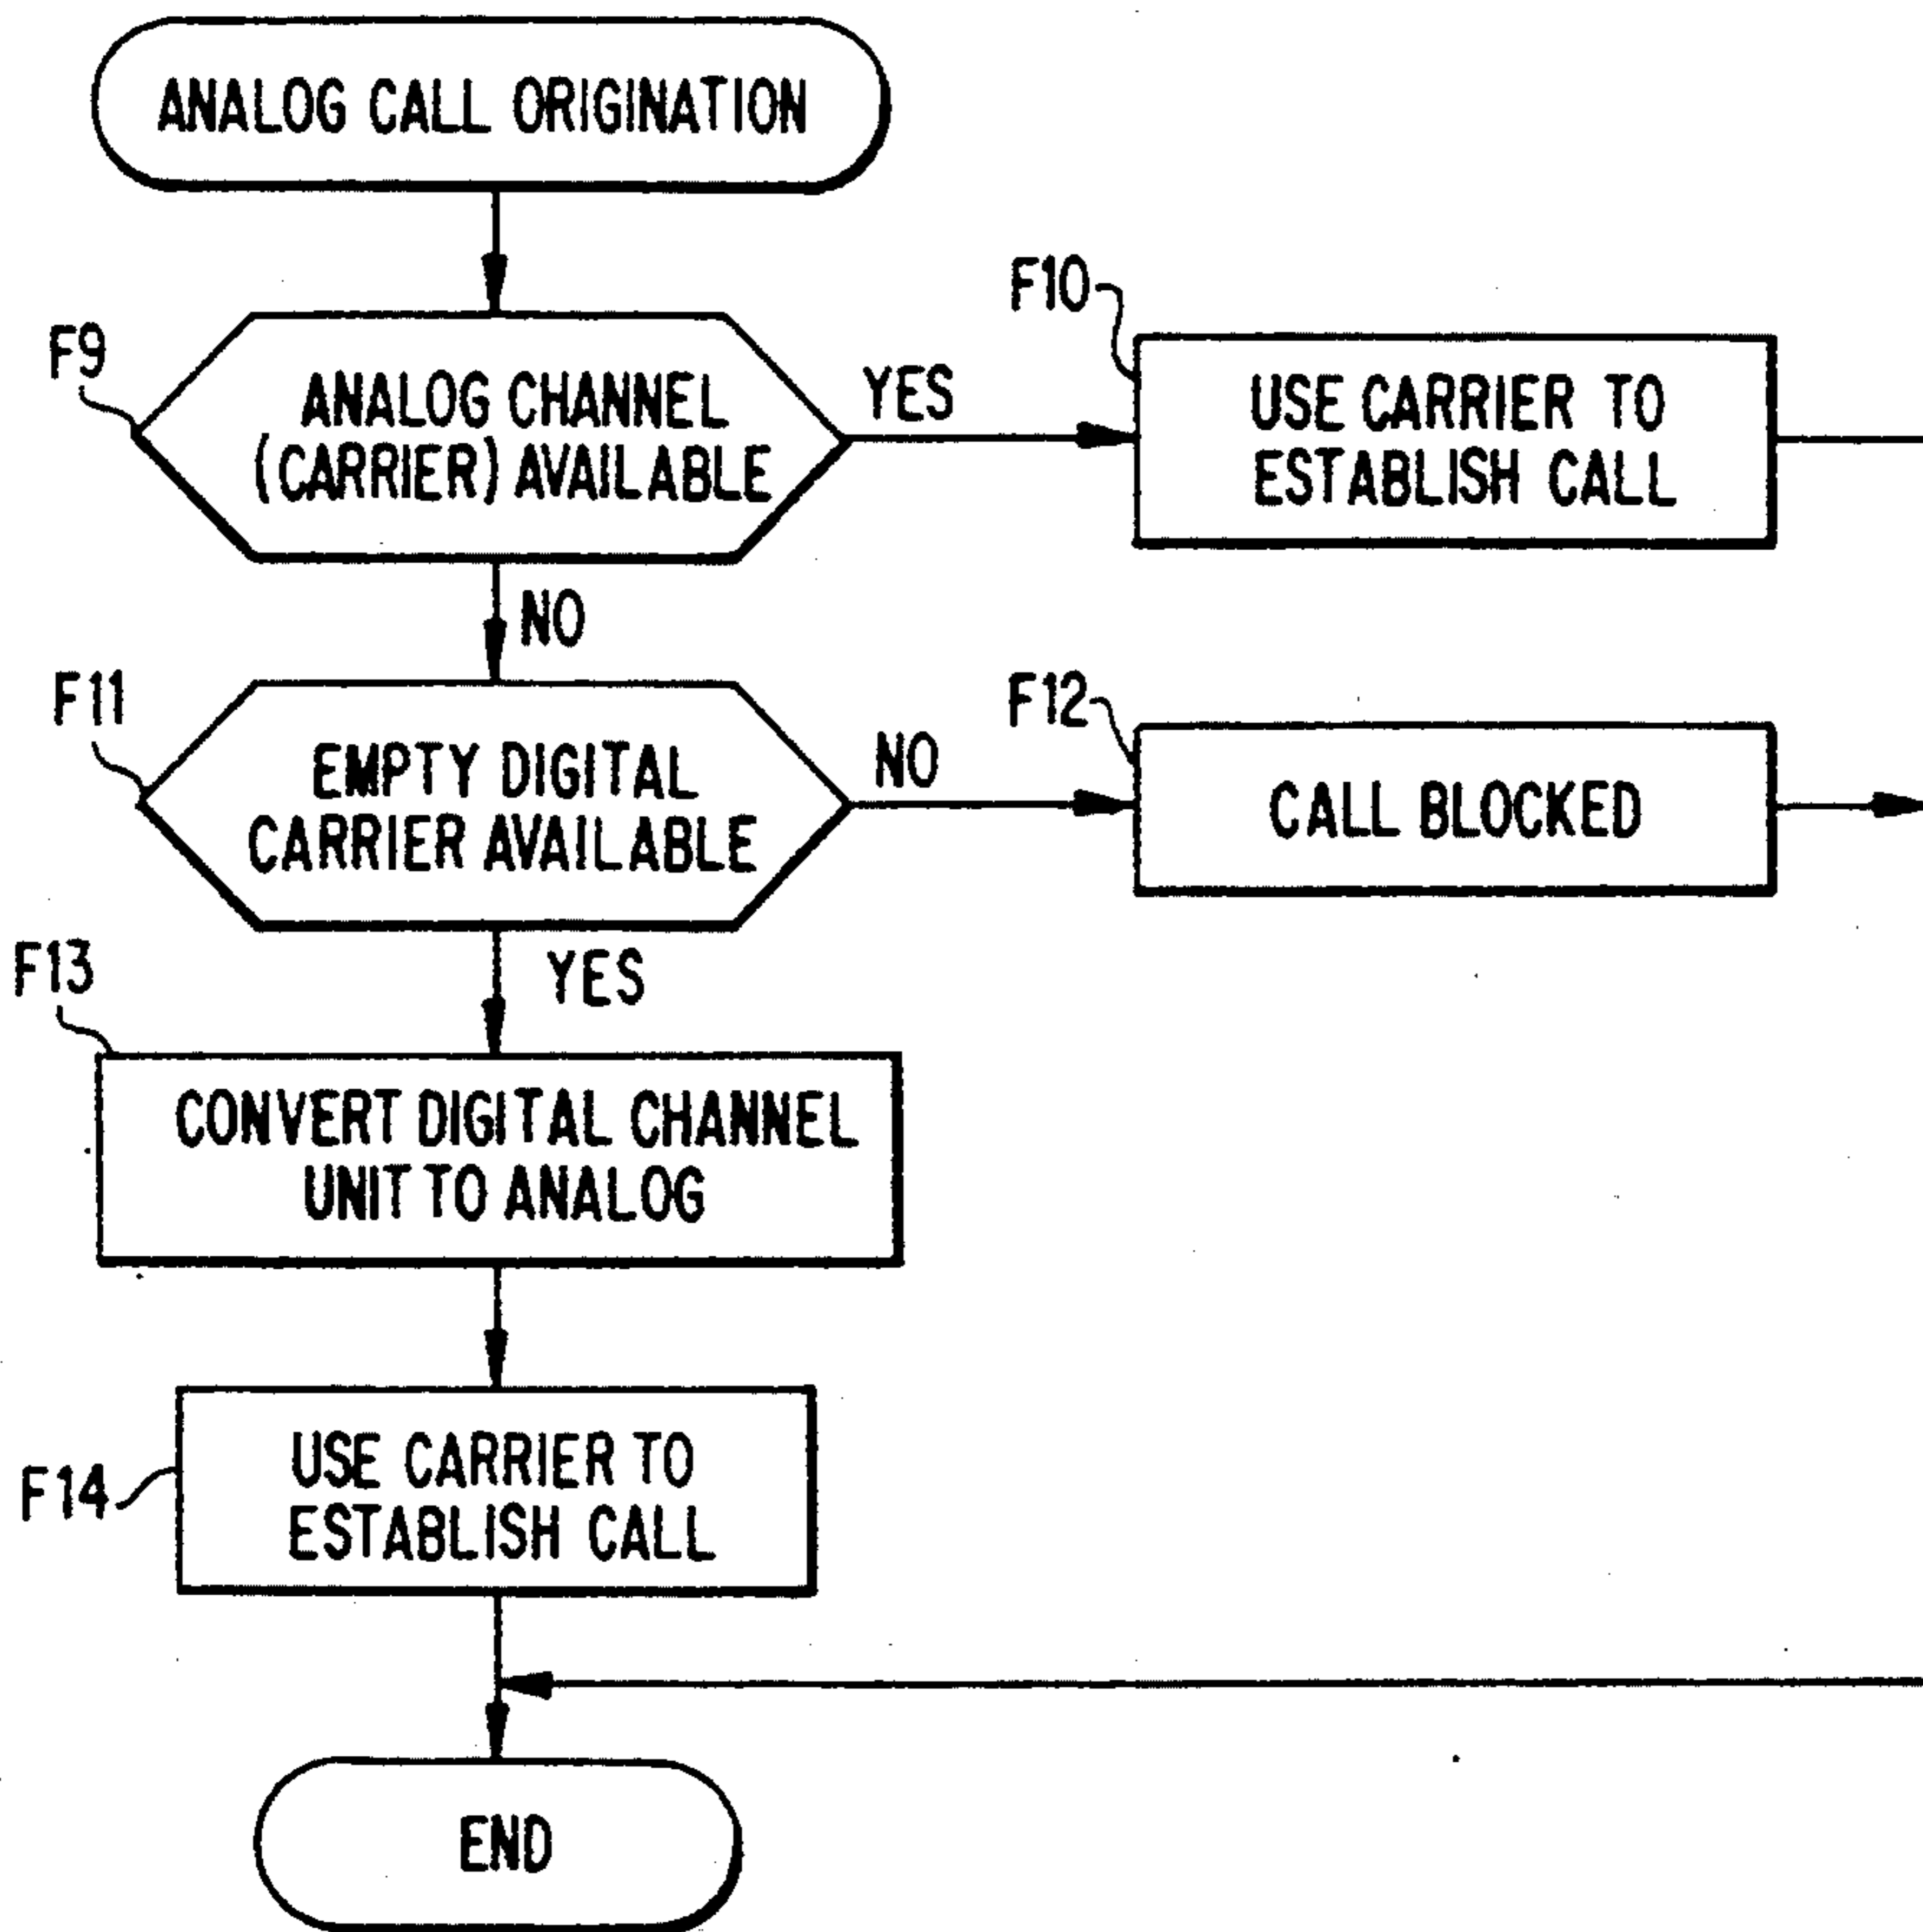 ANALOG CALL ORIGINATION
F9
ANALOG CHANNEL
(CARRIER) AVAILABLE
YES
F10
USE CARRIER TO
ESTABLISH CALL
NO
F11
EMPTY DIGITAL
CARRIER AVAILABLE
NO
F12
CALL BLOCKED
YES
F13
CONVERT DIGITAL CHANNEL
UNIT TO ANALOG
F14
USE CARRIER TO
ESTABLISH CALL
END